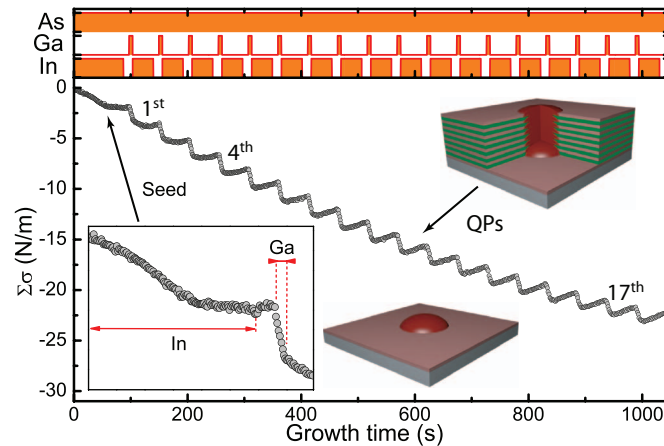 As
Ga
In
0
-5
-10
-15
-20
-25
-30
Σσ (N/m)
1st
4th
17th
Seed
QPs
Ga
In
0 200 400 600 800 1000
Growth time (s)